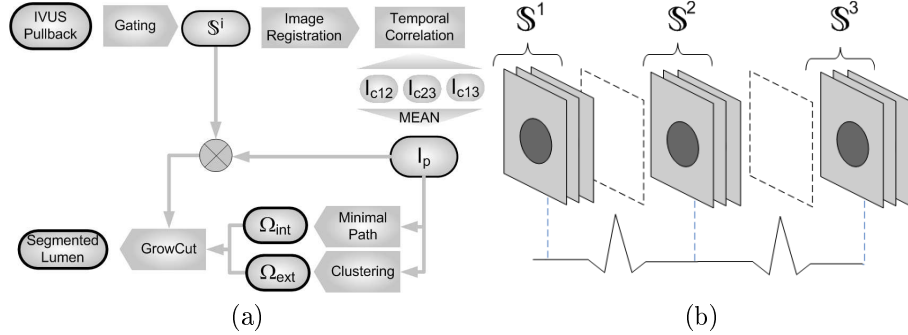 IVUS
Pullback
Gating
𝕊ⁱ
Image
Registration
Temporal
Correlation
I_c12 I_c23 I_c13
MEAN
I_p
Ω_int
Minimal
Path
Segmented
Lumen
GrowCut
Ω_ext
Clustering
(a)
𝕊¹ 𝕊² 𝕊³
(b)